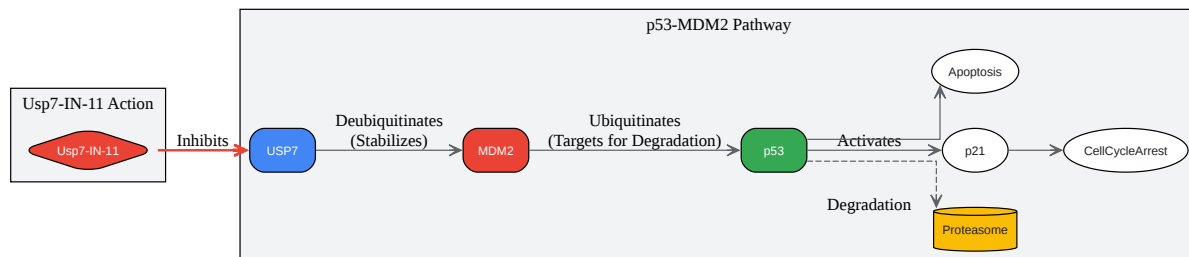 p53-MDM2 Pathway
Apoptosis
Usp7-IN-11 Action
Usp7-IN-11
Inhibits
USP7
Deubiquitinates
(Stabilizes)
MDM2
Ubiquitinates
(Targets for Degradation)
p53
Activates
p21
CellCycleArrest
Degradation
Proteasome